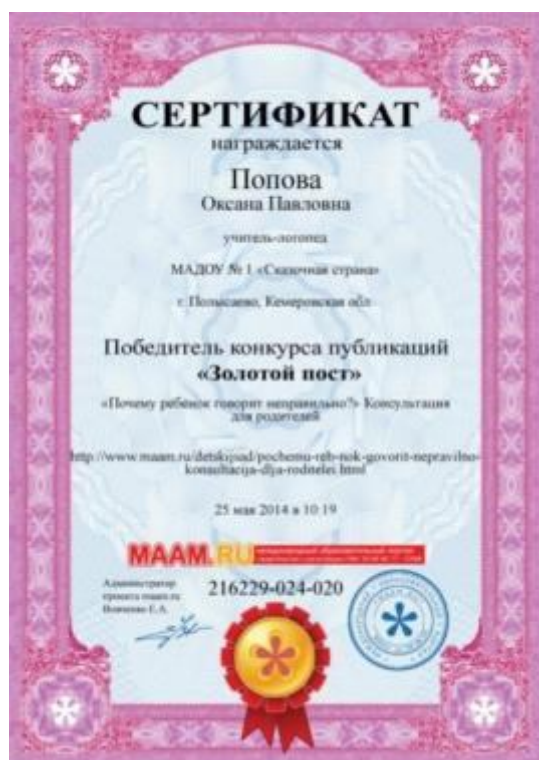 СЕРТИФИКАТ
награждается
Попова
Оксана Павловна
учитель-логопед
МАДОУ № 1 «Сказочная страна»
г. Полысаево, Кемеровская обл
Победитель конкурса публикаций
«Золотой пост»
«Почему ребенок говорит неправильно?» Консультация
для родителей
http://www.maam.ru/detskijsad/pochemu-reb-nok-govorit-nepravilno-
konsultacija-dlja-roditelei.html
25 мая 2014 в 10:19
MAAM.RU
Администратор
проекта maam.ru
216229-024-020